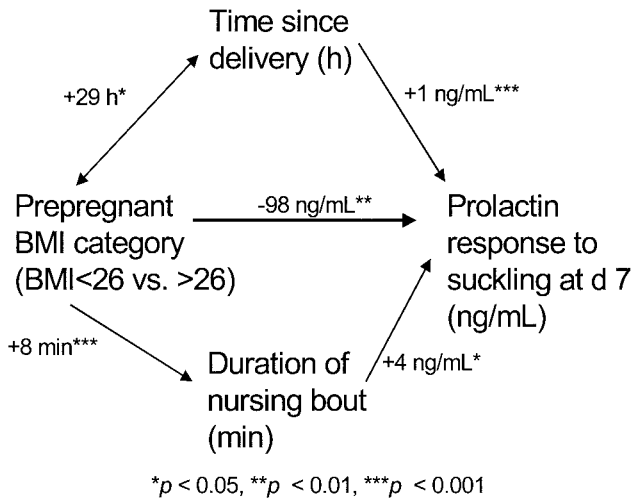 Time since
delivery (h)
+29 h*
+1 ng/mL***
Prepregnant
BMI category
(BMI<26 vs. >26)
-98 ng/mL**
Prolactin
response to
suckling at d 7
(ng/mL)
+8 min***
Duration of
nursing bout
(min)
+4 ng/mL*
*p < 0.05, **p < 0.01, ***p < 0.001